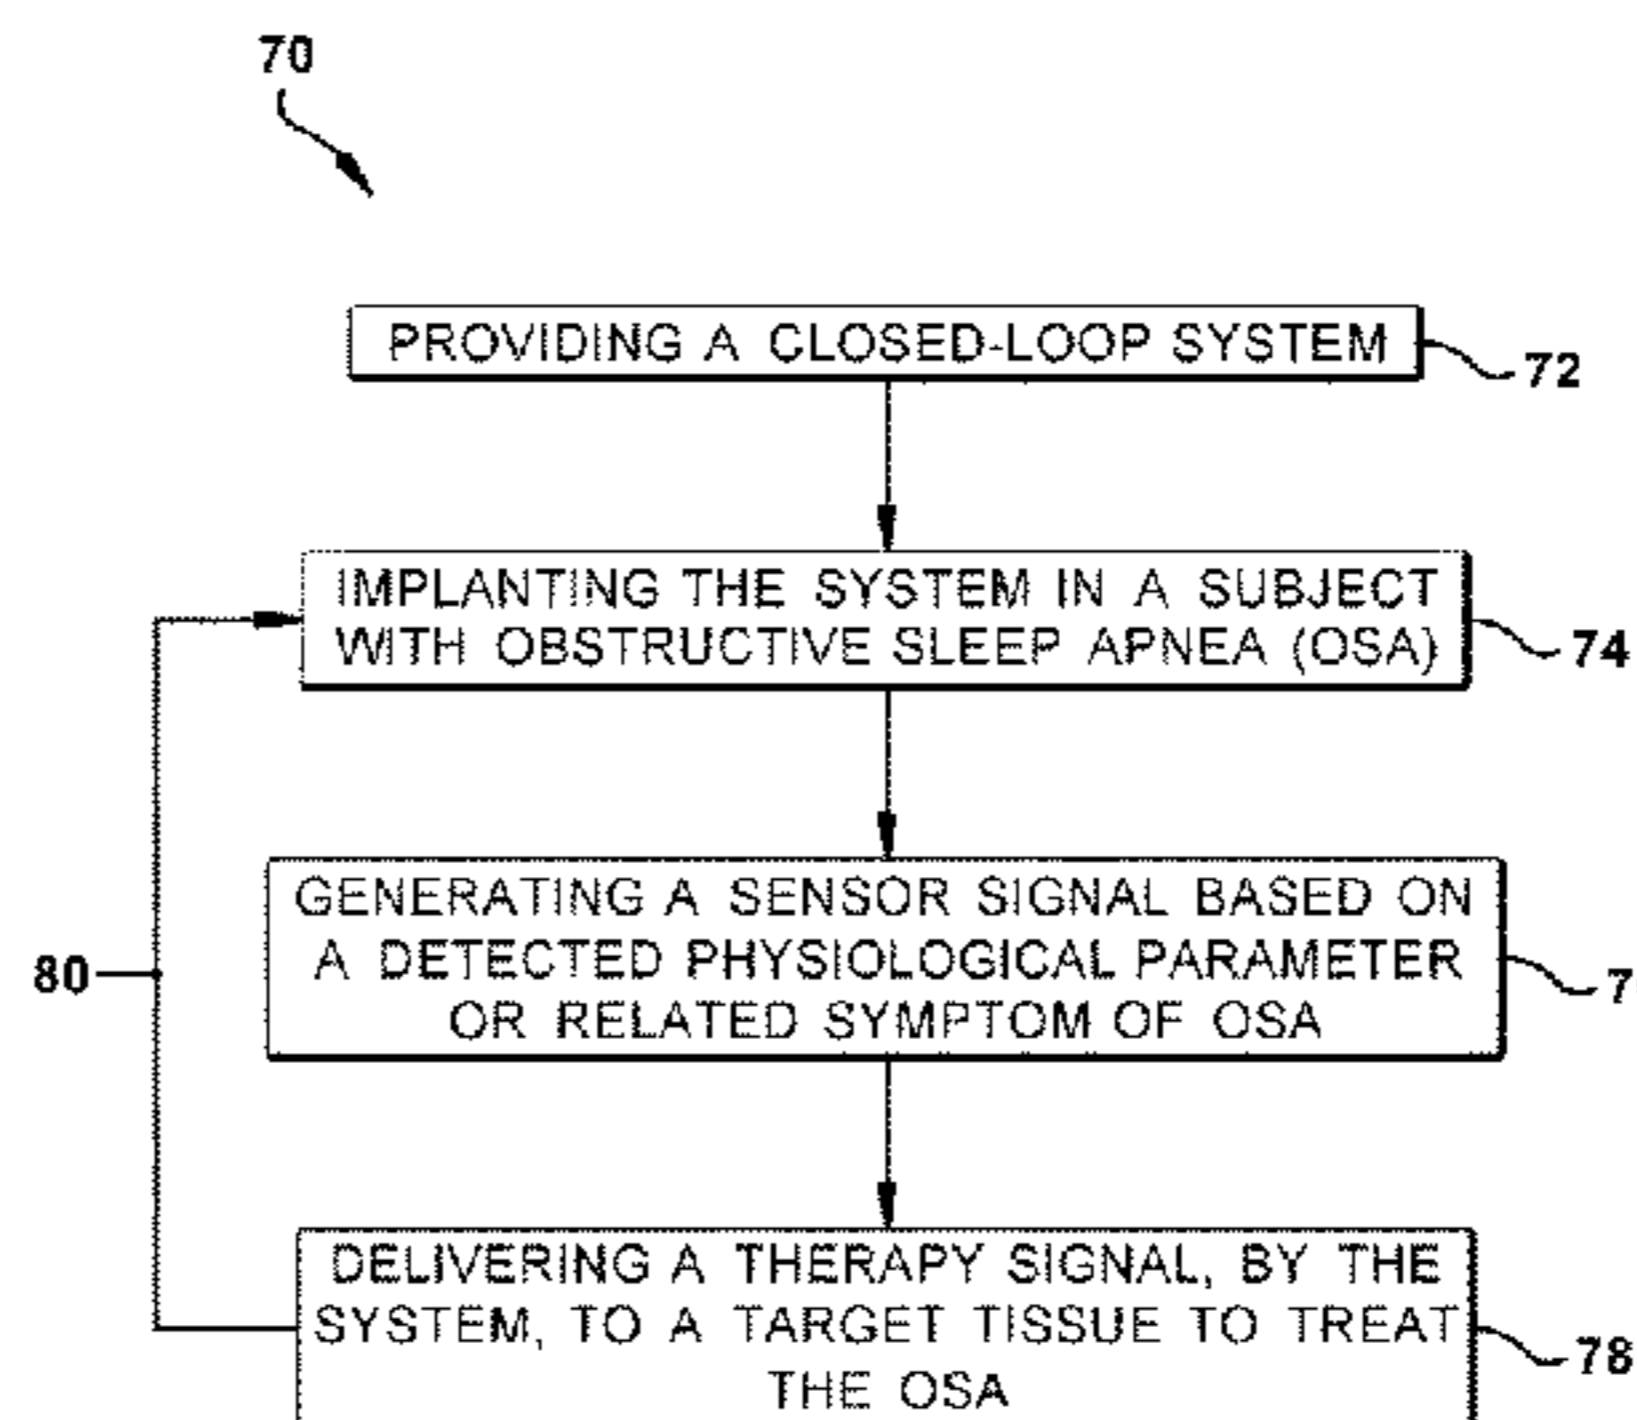 70
PROVIDING A CLOSED-LOOP SYSTEM
72
IMPLANTING THE SYSTEM IN A SUBJECT
WITH OBSTRUCTIVE SLEEP APNEA (OSA)
74
GENERATING A SENSOR SIGNAL BASED ON
A DETECTED PHYSIOLOGICAL PARAMETER
OR RELATED SYMPTOM OF OSA
80
DELIVERING A THERAPY SIGNAL, BY THE
SYSTEM, TO A TARGET TISSUE TO TREAT
THE OSA
78